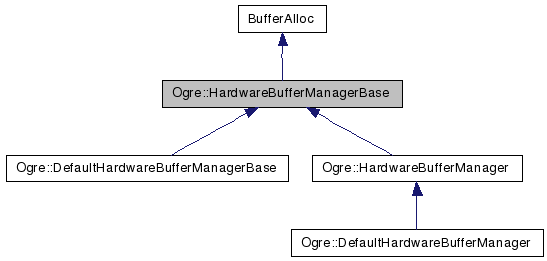 BufferAlloc
Ogre::HardwareBufferManagerBase
Ogre::DefaultHardwareBufferManagerBase
Ogre::HardwareBufferManager
Ogre::DefaultHardwareBufferManager